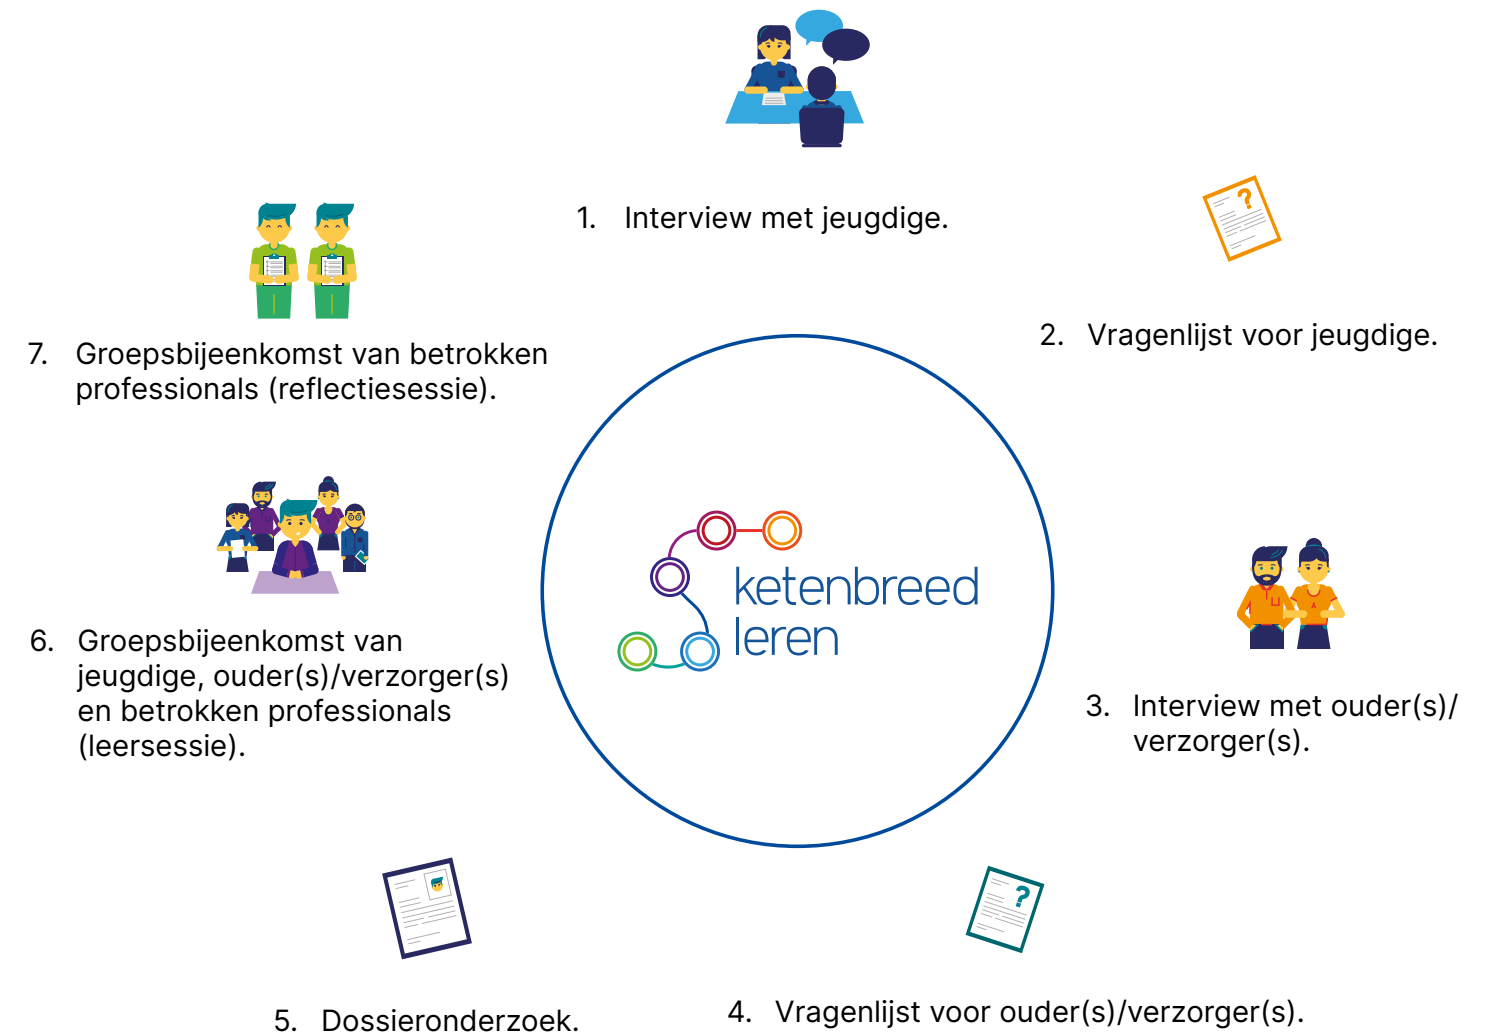 1. Interview met jeugdige.
2. Vragenlijst voor jeugdige.
3. Interview met ouder(s)/
verzorger(s).
4. Vragenlijst voor ouder(s)/verzorger(s).
5. Dossieronderzoek.
6. Groepsbijeenkomst van
jeugdige, ouder(s)/verzorger(s)
en betrokken professionals
(leersessie).
7. Groepsbijeenkomst van betrokken
professionals (reflectiesessie).
ketenbreed
leren
?
?